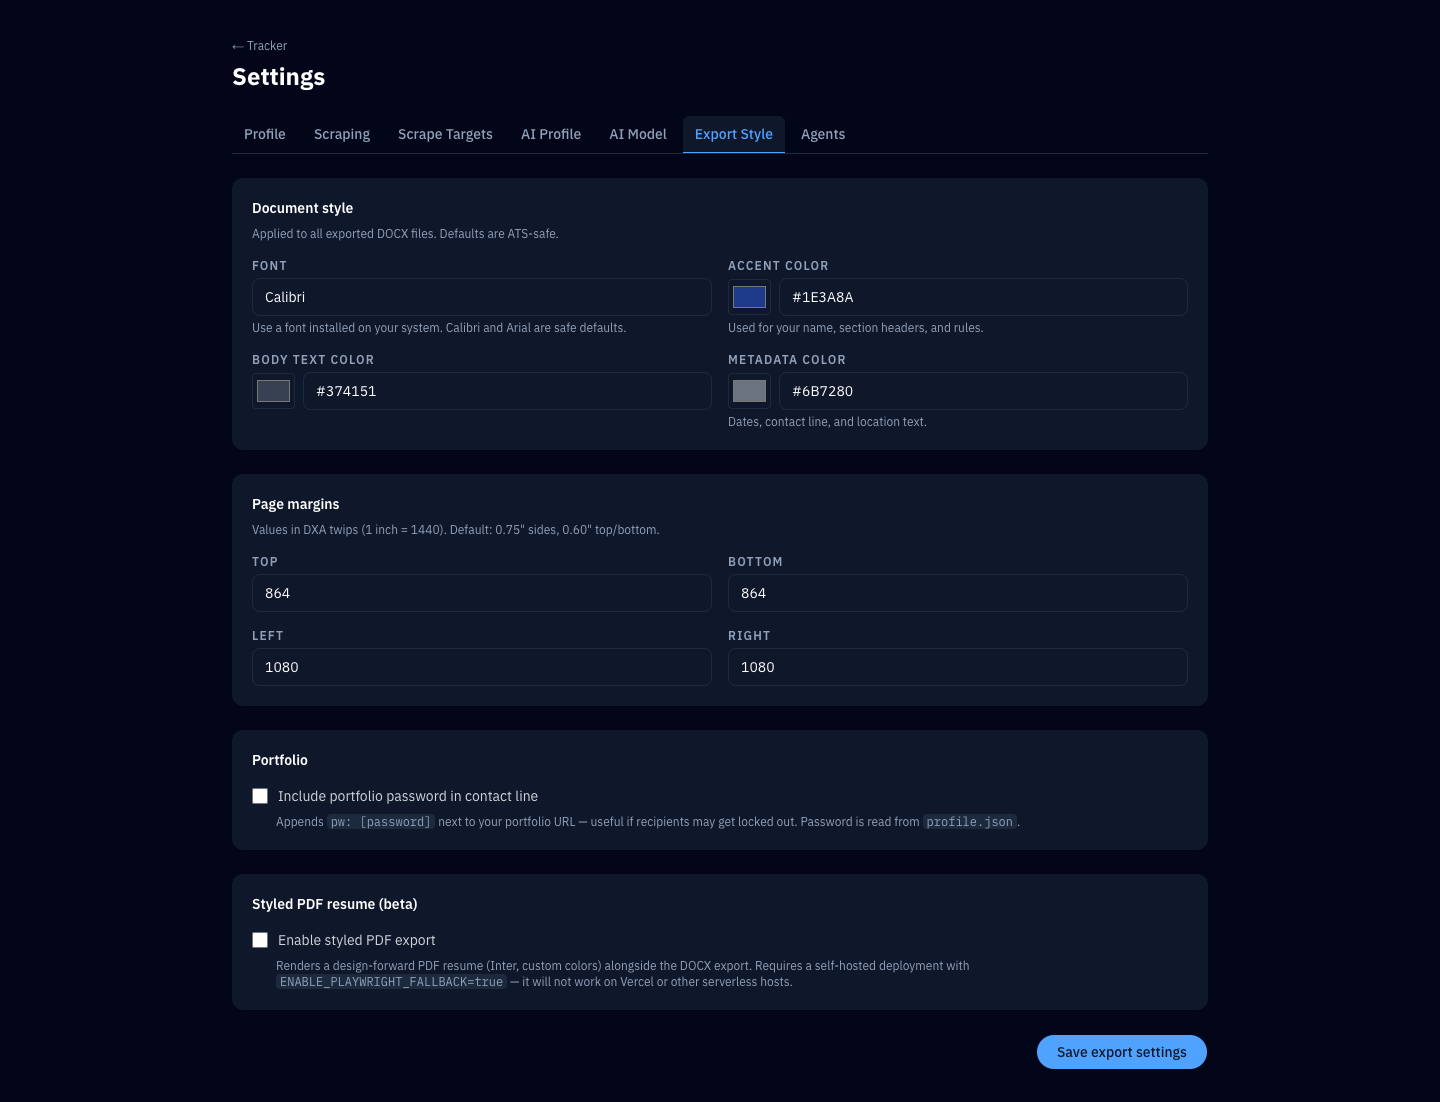 ← Tracker
Settings
Profile Scraping Scrape Targets AI Profile AI Model Export Style Agents
Document style
Applied to all exported DOCX files. Defaults are ATS-safe.
FONT
Calibri
Use a font installed on your system. Calibri and Arial are safe defaults.
ACCENT COLOR
#1E3A8A
Used for your name, section headers, and rules.
BODY TEXT COLOR
#374151
METADATA COLOR
#6B7280
Dates, contact line, and location text.
Page margins
Values in DXA twips (1 inch = 1440). Default: 0.75" sides, 0.60" top/bottom.
TOP
864
BOTTOM
864
LEFT
1080
RIGHT
1080
Portfolio
Include portfolio password in contact line
Appends pw: [password] next to your portfolio URL — useful if recipients may get locked out. Password is read from profile.json.
Styled PDF resume (beta)
Enable styled PDF export
Renders a design-forward PDF resume (Inter, custom colors) alongside the DOCX export. Requires a self-hosted deployment with
ENABLE_PLAYWRIGHT_FALLBACK=true — it will not work on Vercel or other serverless hosts.
Save export settings